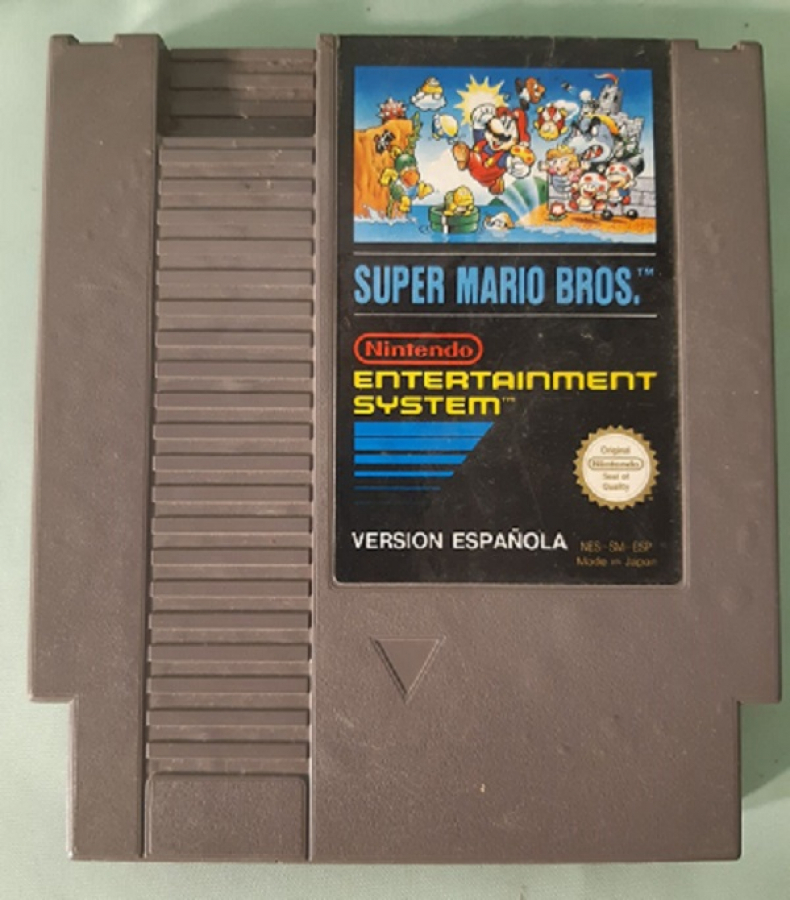 SUPER MARIO BROS.™
Nintendo
ENTERTAINMENT
SYSTEM™
Original
Nintendo
Seal of
Quality
VERSION ESPAÑOLA
NES-SM-ESP
Made in Japan